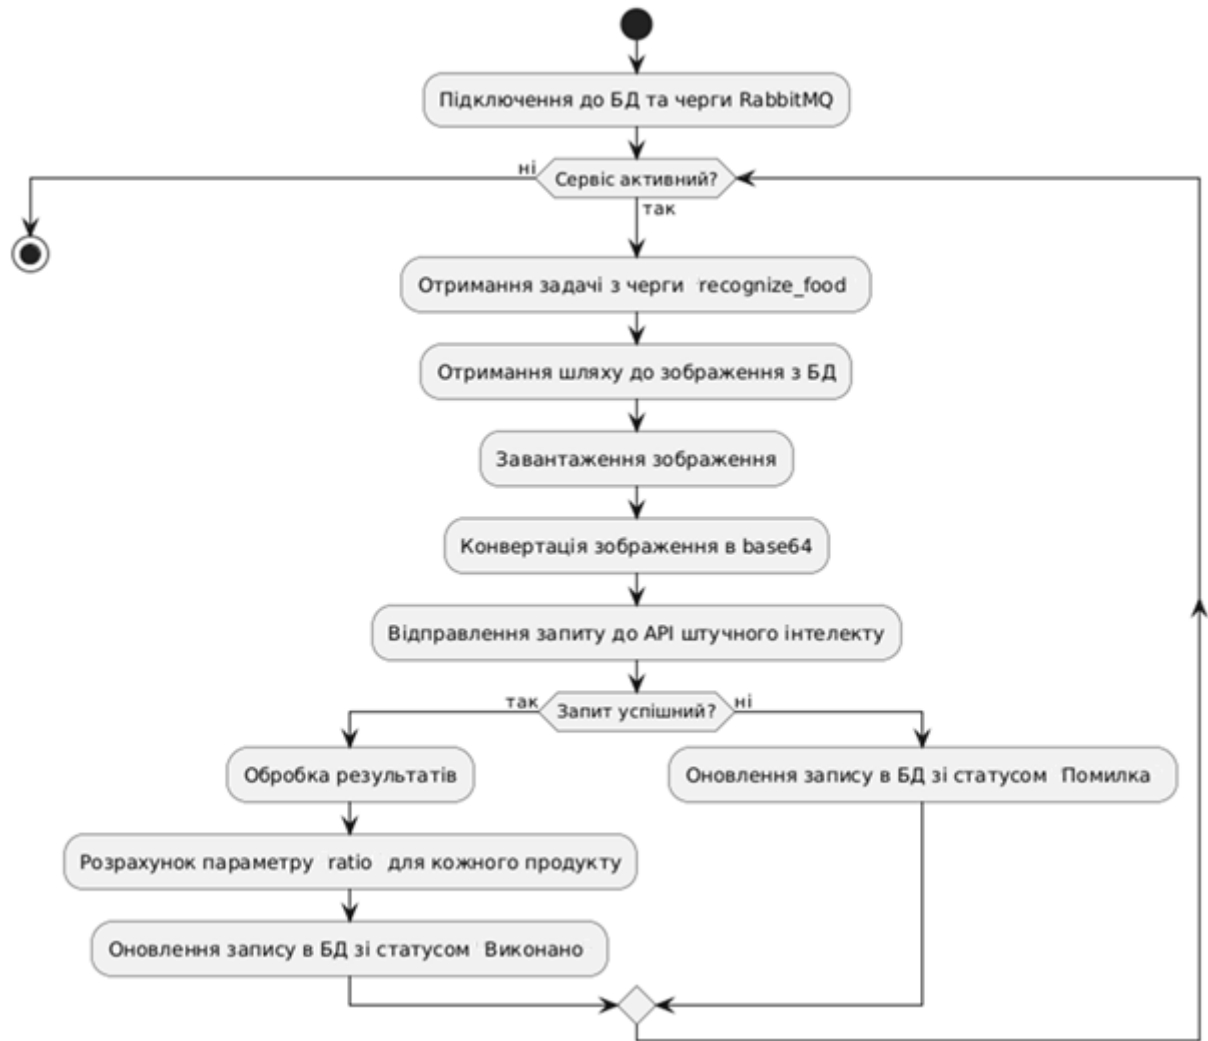 Підключення до БД та черги RabbitMQ
ні
Сервіс активний?
так
Отримання задачі з черги recognize_food
Отримання шляху до зображення з БД
Завантаження зображення
Конвертація зображення в base64
Відправлення запиту до API штучного інтелекту
так
Запит успішний?
ні
Обробка результатів
Оновлення запису в БД зі статусом Помилка
Розрахунок параметру ratio для кожного продукту
Оновлення запису в БД зі статусом Виконано